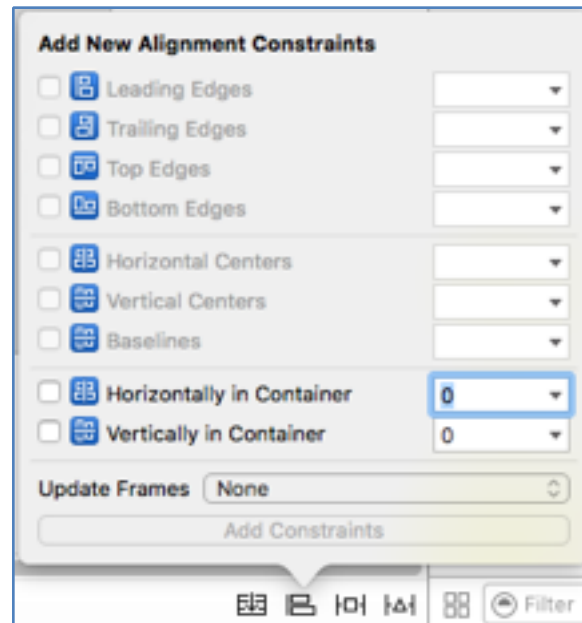 Add New Alignment Constraints
Leading Edges
Trailing Edges
Top Edges
Bottom Edges
Horizontal Centers
Vertical Centers
Baselines
Horizontally in Container 0
Vertically in Container 0
Update Frames None
Add Constraints
Filter